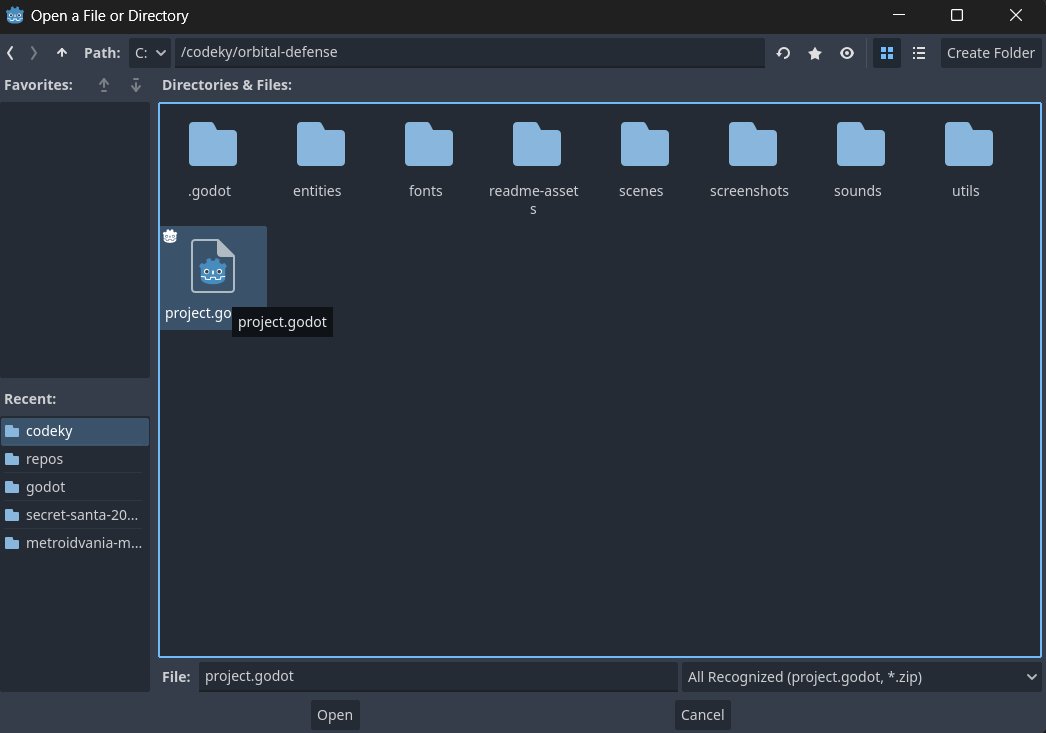 Open a File or Directory
Path: C: /codeky/orbital-defense Create Folder
Favorites:
Directories & Files:
.godot
entities
fonts
readme-asset
s
scenes
screenshots
sounds
utils
project.go
project.godot
Recent:
codeky
repos
godot
secret-santa-20...
metroidvania-m...
File: project.godot All Recognized (project.godot, *.zip)
Open Cancel